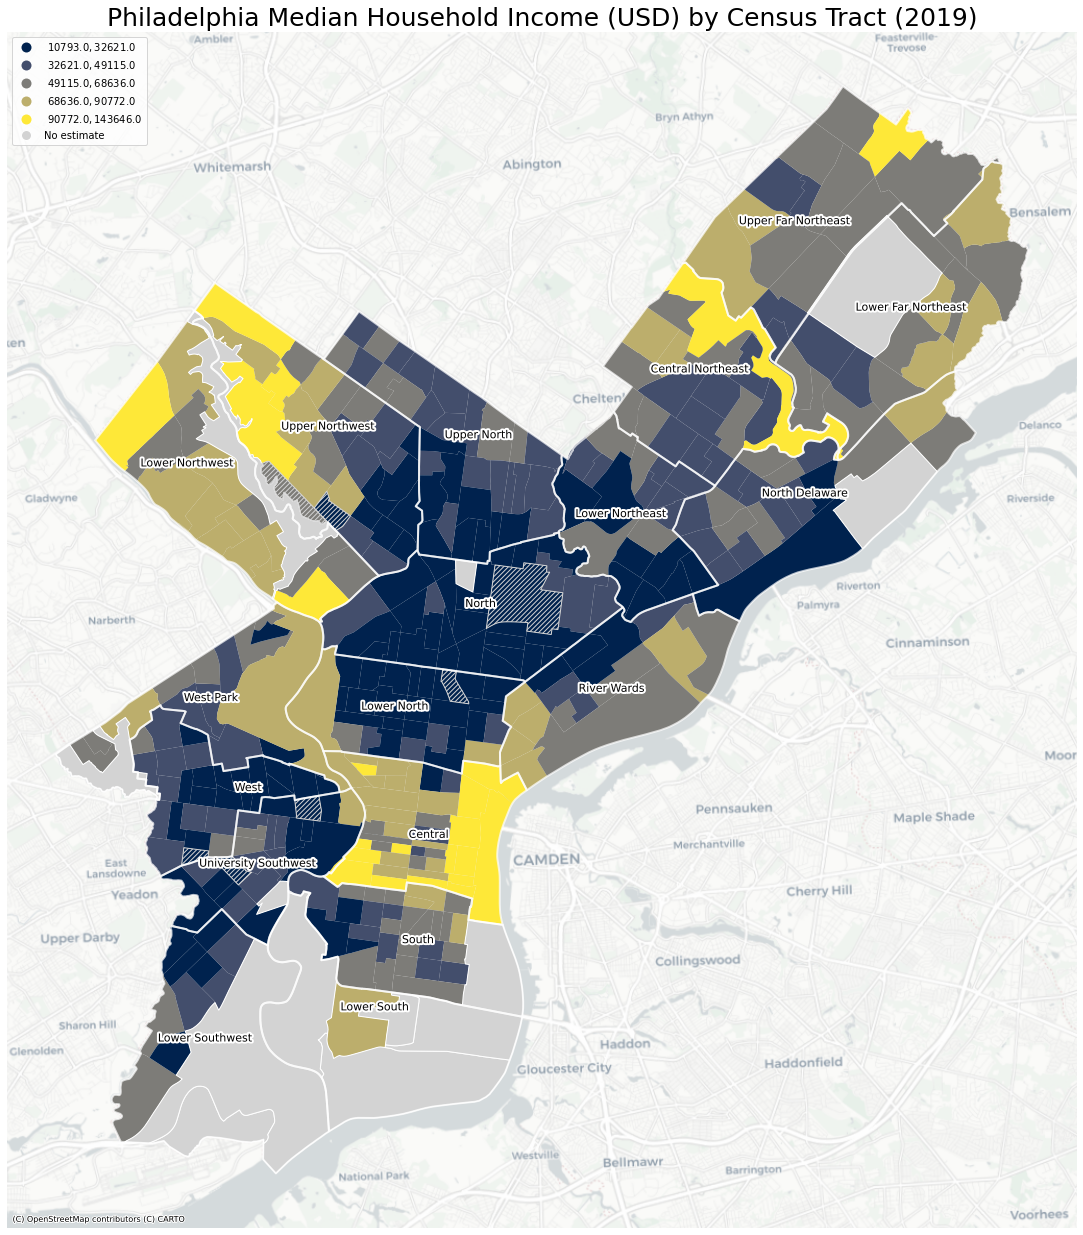 Philadelphia Median Household Income (USD) by Census Tract (2019)
10793.0, 32621.0
32621.0, 49115.0
49115.0, 68636.0
68636.0, 90772.0
90772.0, 143646.0
No estimate
Ambler
Feasterville-
Trevose
Bryn Athyn
Whitemarsh
Abington
Upper Far Northeast
Bensalem
Lower Far Northeast
ken
Central Northeast
Chelten
Upper Northwest
Upper North
Delanco
Lower Northwest
Gladwyne
North Delaware
Riverside
Lower Northeast
Riverton
Palmyra
North
Narberth
Cinnaminson
River Wards
West Park
Lower North
Moor
West
Pennsauken
Maple Shade
Central
Merchantville
East
Lansdowne
University Southwest
CAMDEN
Yeadon
Cherry Hill
Upper Darby
South
Collingswood
Lower South
Sharon Hill
Lower Southwest
Haddon
Glenolden
Gloucester City
Haddonfield
Westville
Bellmawr
Barrington
National Park
Voorhees
(C) OpenStreetMap contributors (C) CARTO